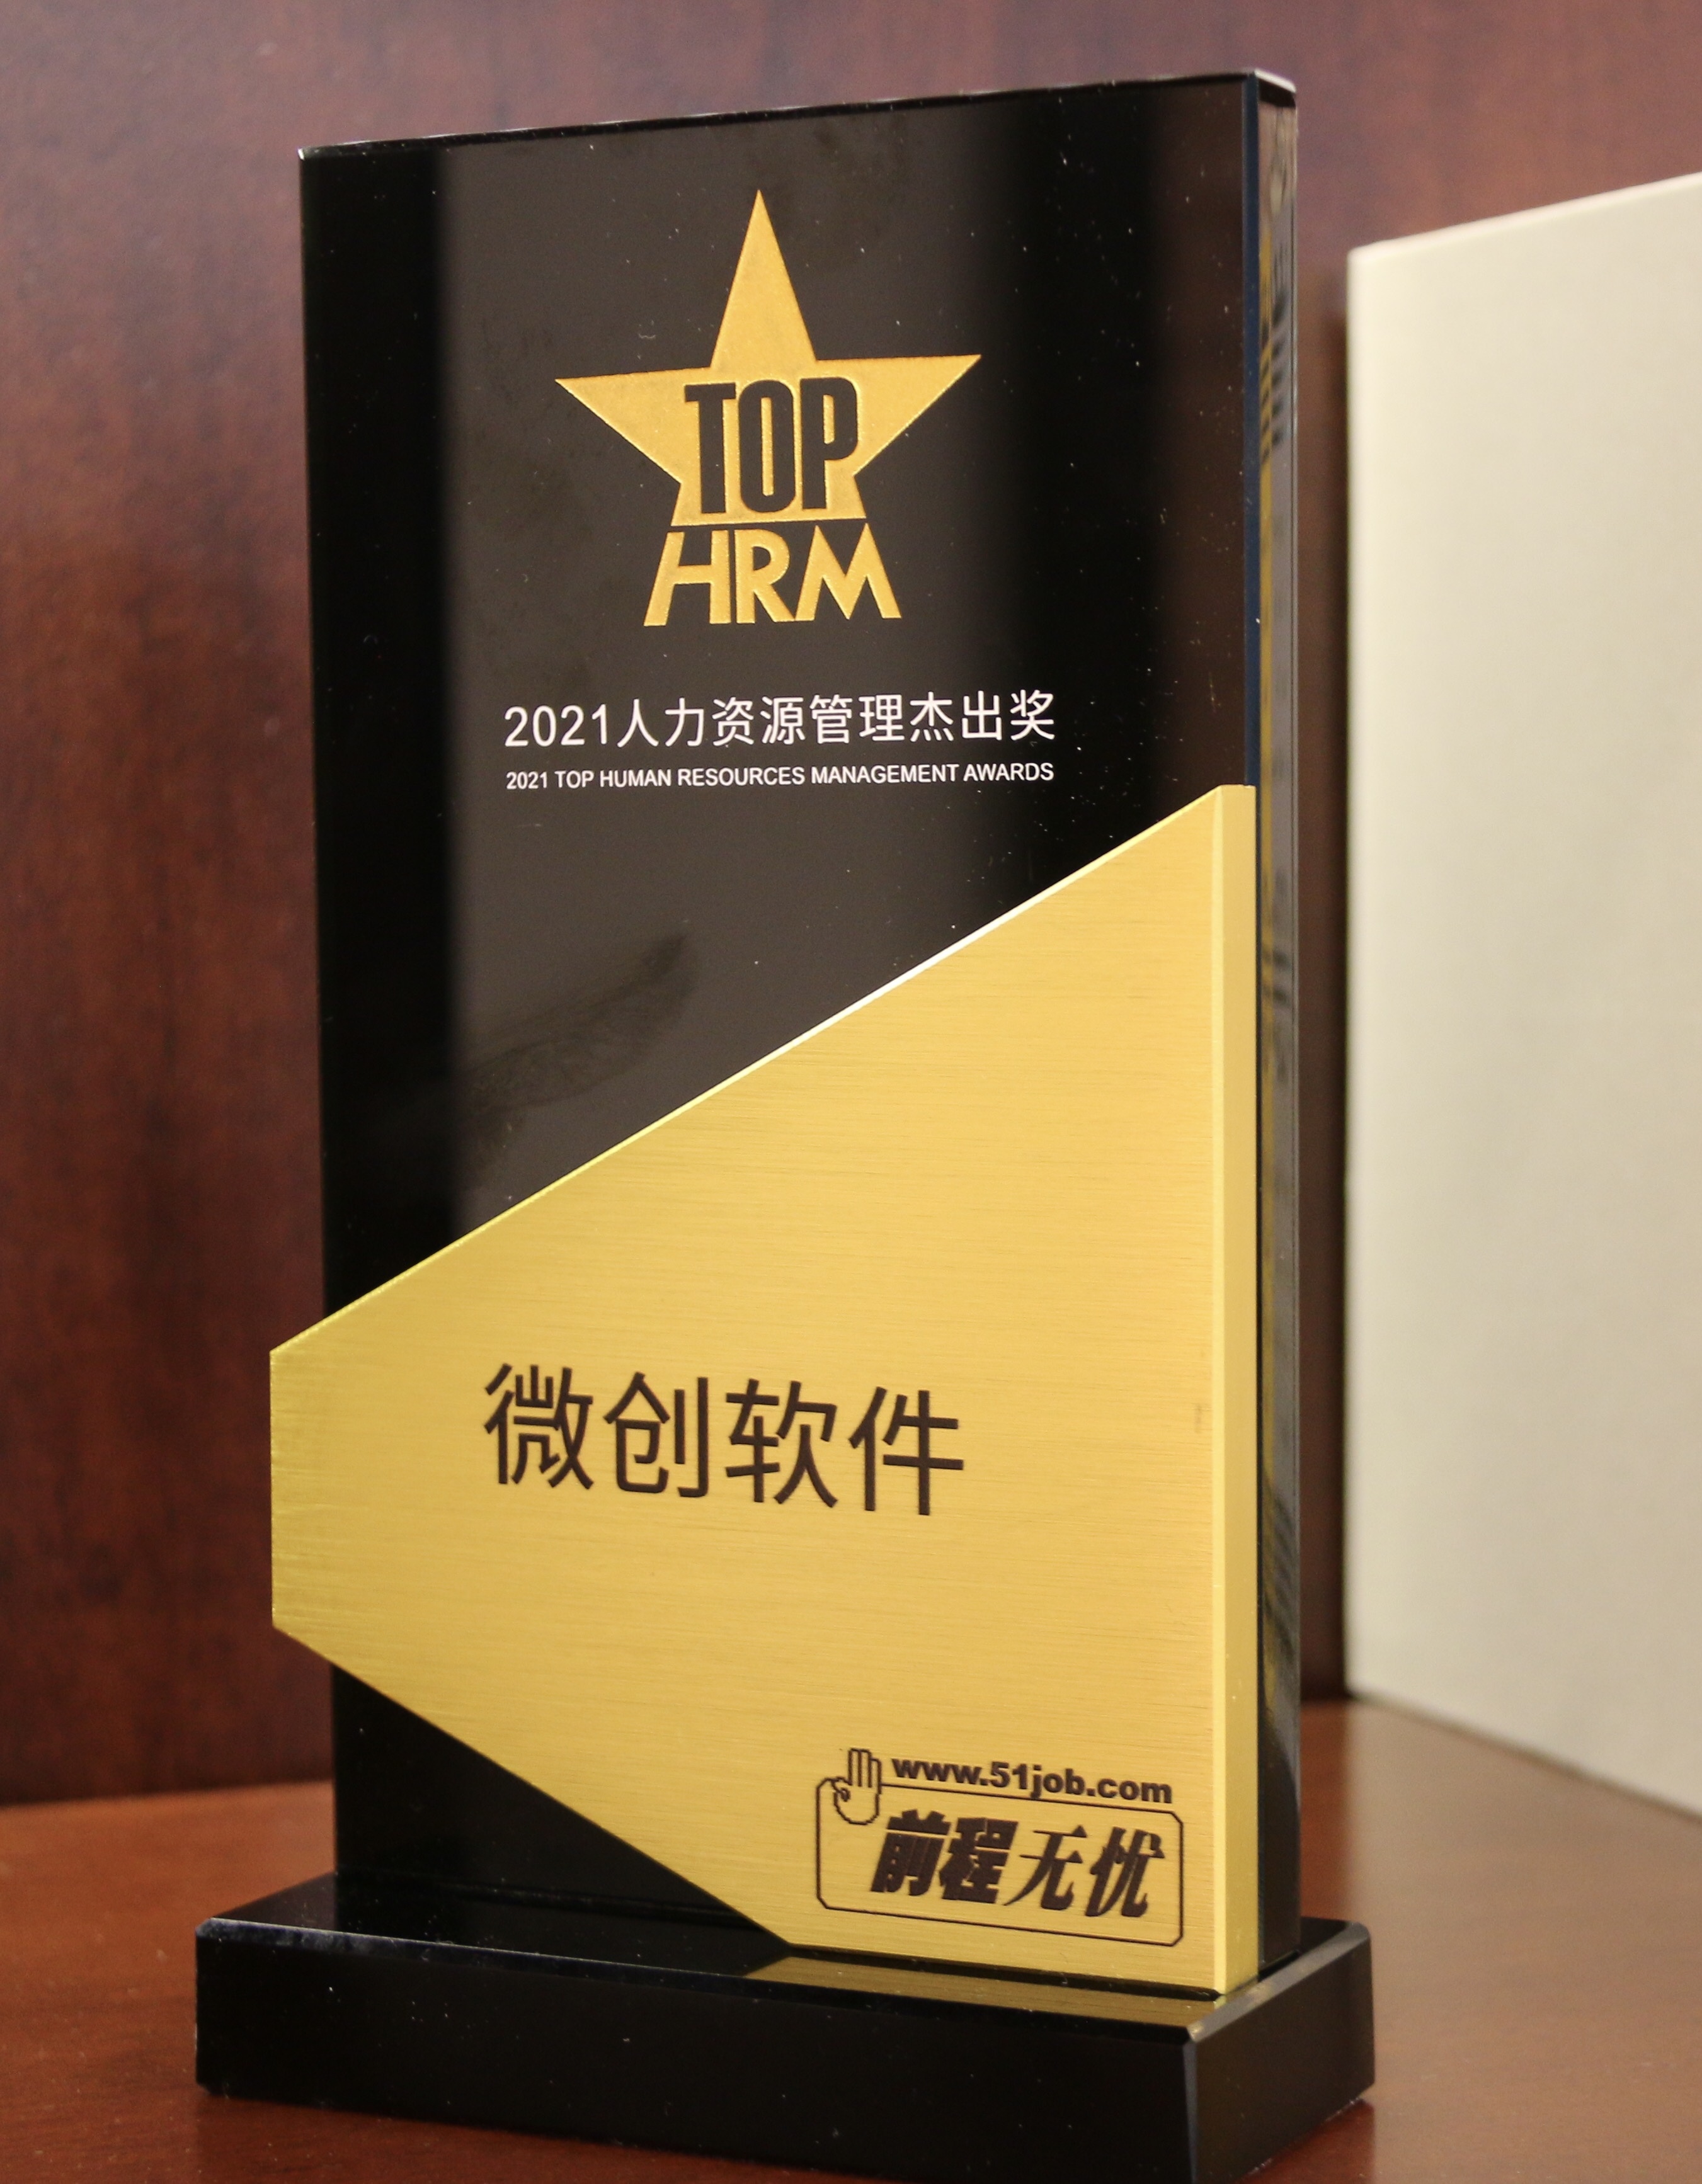 TOP
HRM
2021人力资源管理杰出奖
2021 TOP HUMAN RESOURCES MANAGEMENT AWARDS
微创软件
www.51job.com
前程无忧